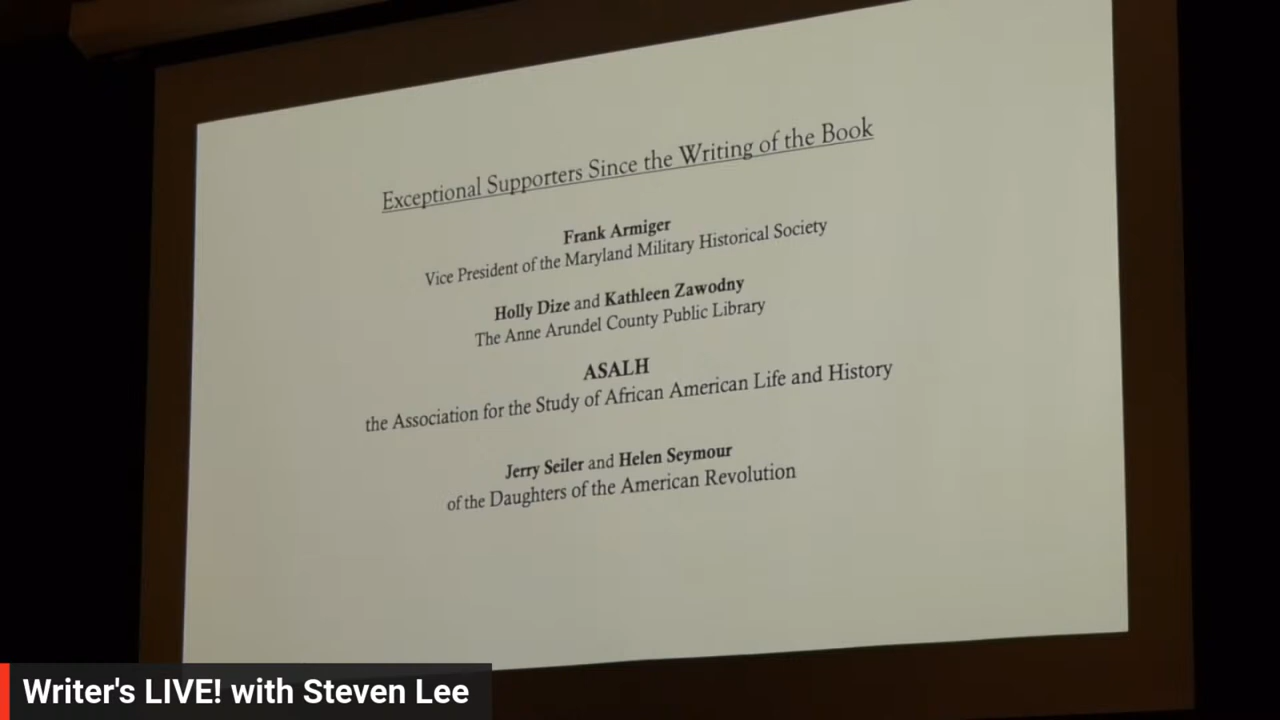 Exceptional Supporters Since the Writing of the Book
Frank Armiger
Vice President of the Maryland Military Historical Society
Holly Dize and Kathleen Zawodny
The Anne Arundel County Public Library
ASALH
the Association for the Study of African American Life and History
Jerry Seiler and Helen Seymour
of the Daughters of the American Revolution
Writer's LIVE! with Steven Lee